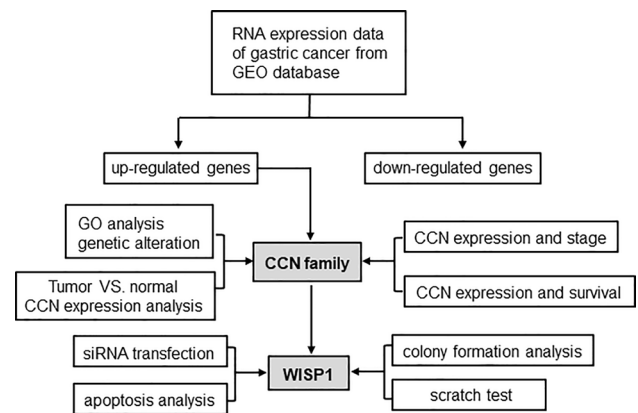 RNA expression data
of gastric cancer from
GEO database
up-regulated genes
down-regulated genes
GO analysis
genetic alteration
CCN family
CCN expression and stage
Tumor VS. normal
CCN expression analysis
CCN expression and survival
siRNA transfection
colony formation analysis
WISP1
apoptosis analysis
scratch test